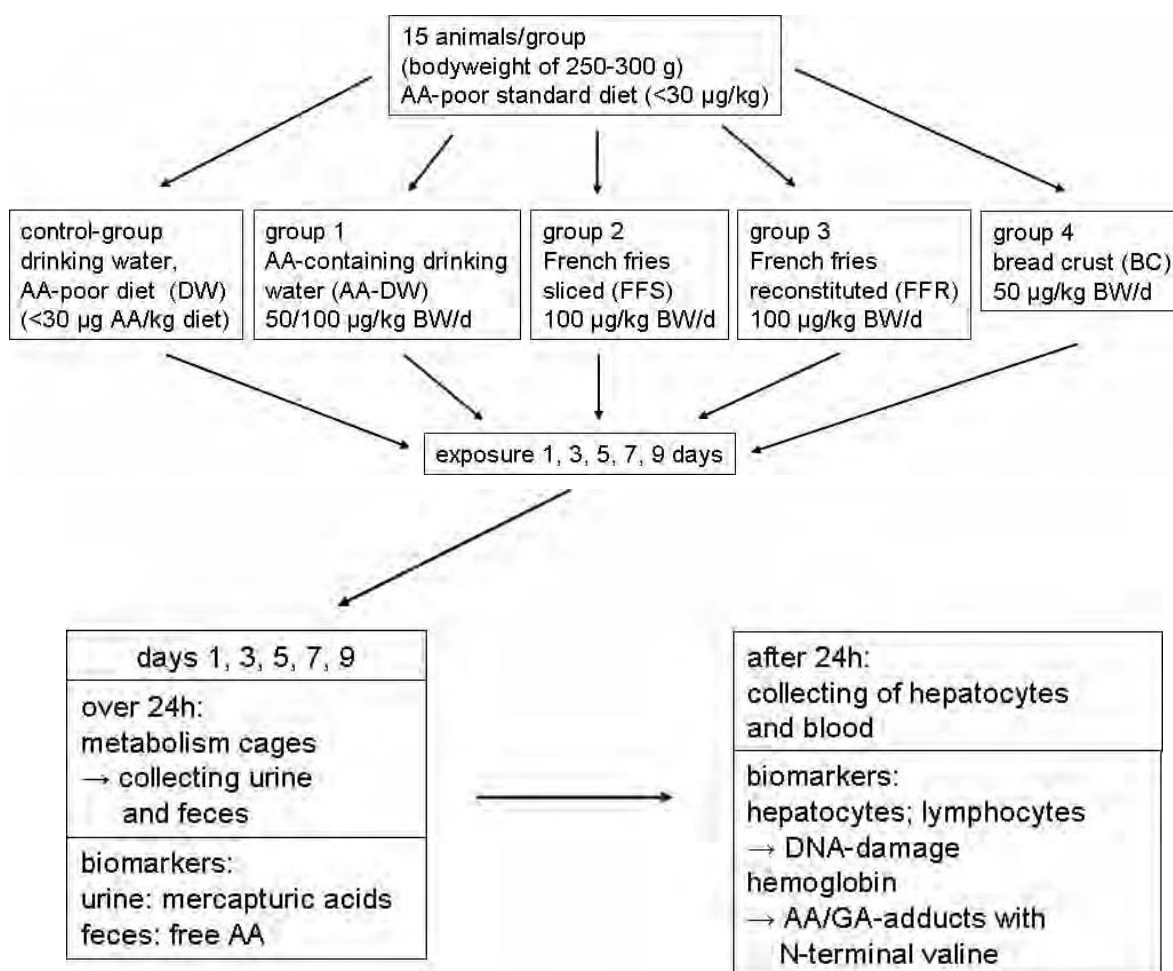 15 animals/group
(bodyweight of 250-300 g)
AA-poor standard diet (<30 µg/kg)
control-group
drinking water,
AA-poor diet (DW)
(<30 µg AA/kg diet)
group 1
AA-containing drinking
water (AA-DW)
50/100 µg/kg BW/d
group 2
French fries
sliced (FFS)
100 µg/kg BW/d
group 3
French fries
reconstituted (FFR)
100 µg/kg BW/d
group 4
bread crust (BC)
50 µg/kg BW/d
exposure 1, 3, 5, 7, 9 days
days 1, 3, 5, 7, 9
over 24h:
metabolism cages
→ collecting urine
and feces
biomarkers:
urine: mercapturic acids
feces: free AA
after 24h:
collecting of hepatocytes
and blood
biomarkers:
hepatocytes; lymphocytes
→ DNA-damage
hemoglobin
→ AA/GA-adducts with
N-terminal valine